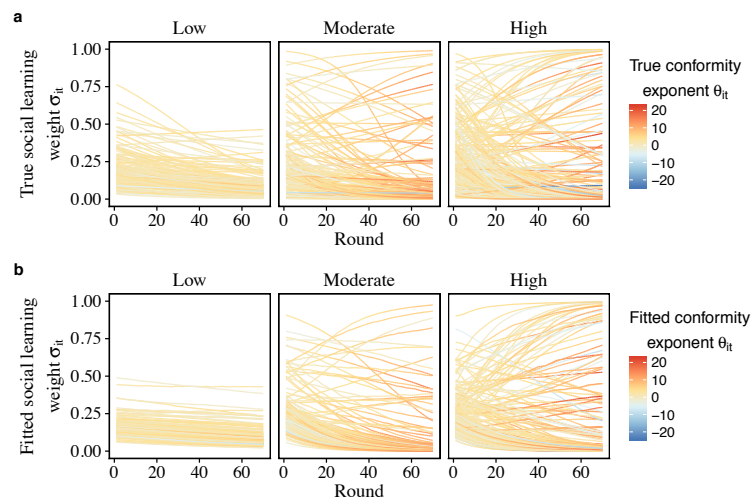 a
Low Moderate High
True social learning
weight σit
1.00
0.75
0.50
0.25
0.00
0 20 40 60 0 20 40 60 0 20 40 60
Round
True conformity
exponent θit
20
10
0
−10
−20
b
Low Moderate High
Fitted social learning
weight σit
1.00
0.75
0.50
0.25
0.00
0 20 40 60 0 20 40 60 0 20 40 60
Round
Fitted conformity
exponent θit
20
10
0
−10
−20